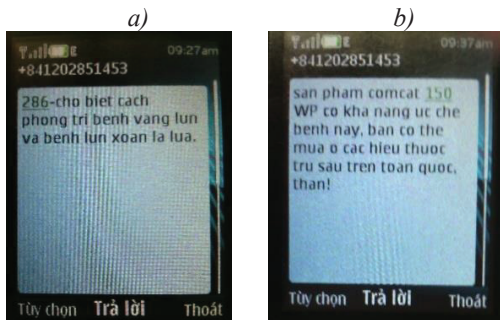 a)
09:27am
+841202851453
286-cho biet cach
phong tri benh vang lun
va benh lun xoan la lua.
Tùy chọn Trả lời Thoát
b)
09:37am
+841202851453
san pham comcat 150
WP co kha nang uc che
benh nay, ban co the
mua o cac hieu thuoc
tru sau tren toan quoc,
than!
Tùy chọn Trả lời Thoát